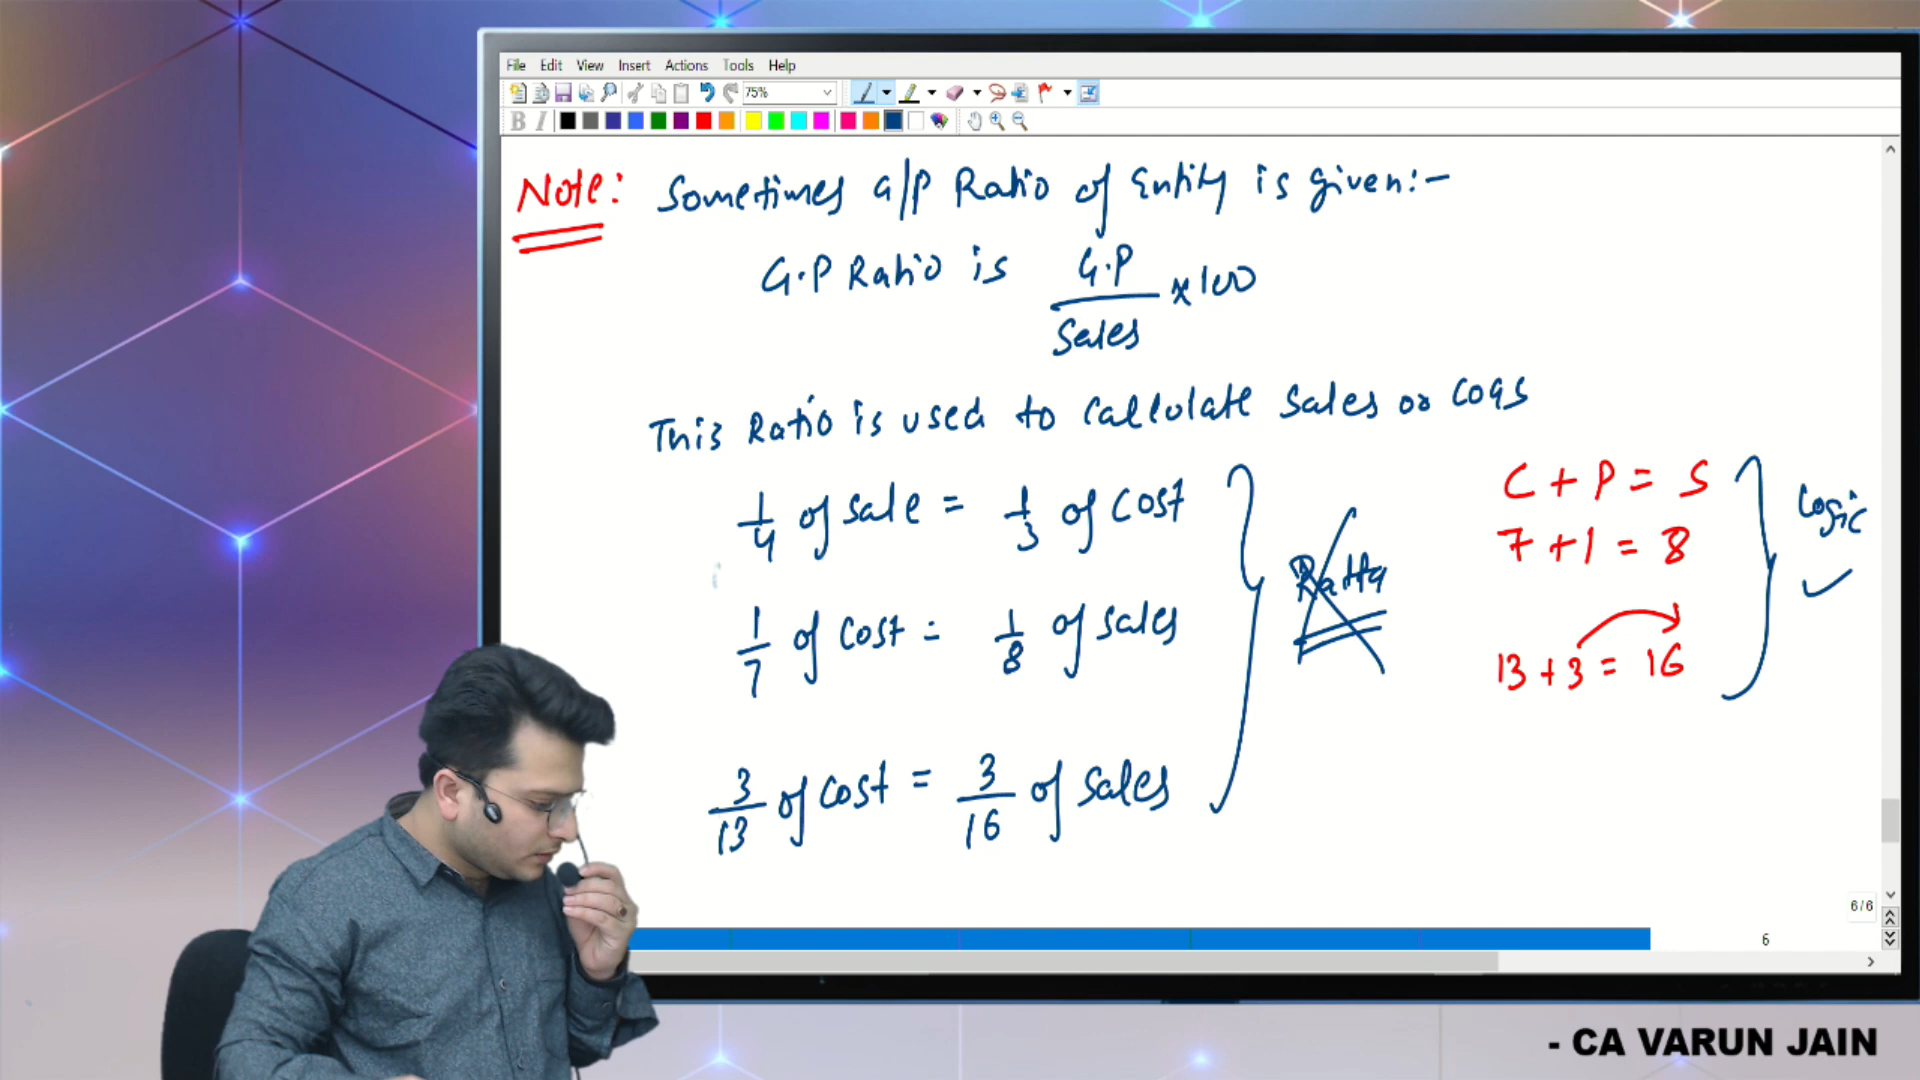 File Edit View Insert Actions Tools Help
75%
B I
Note: Sometimes G/P Ratio of Entity is given:-
G.P Ratio is G.P / Sales × 100
This Ratio is used to calculate Sales or COGS
1/4 of sale = 1/3 of cost
1/7 of cost = 1/8 of sales
3/13 of cost = 3/16 of sales
Ratta
C + P = S
7 + 1 = 8
13 + 3 = 16
Logic
6/6
6
- CA VARUN JAIN